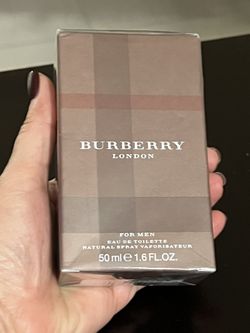 BURBERRY
LONDON
FOR MEN
EAU DE TOILETTE
NATURAL SPRAY VAPORISATEUR
50 ml ℮ 1.6 FL.OZ.